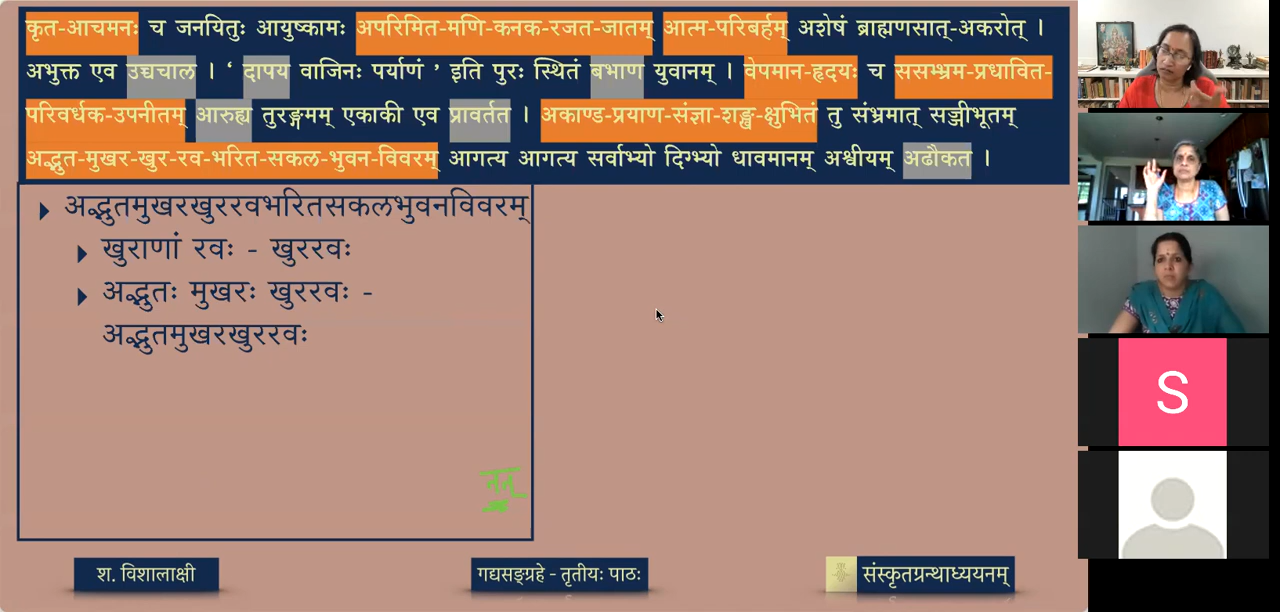 कृत-आचमनः च जनयितुः आयुष्कामः अपरिमित-मणि-कनक-रजत-जातम् आत्म-परिबर्हम् अशेषं ब्राह्मणसात्-अकरोत् ।
अभुक्त एव उच्चचाल । ‘ दापय वाजिनः पर्याणं ’ इति पुरः स्थितं बभाण युवानम् । वेपमान-हृदयः च ससम्भ्रम-प्रधावित-
परिवर्धक-उपनीतम् आरुह्य तुरङ्गमम् एकाकी एव प्रावर्तत । अकाण्ड-प्रयाण-संज्ञा-शङ्ख-क्षुभितं तु संभ्रमात् सज्जीभूतम्
अद्भुत-मुखर-खुर-रव-भरित-सकल-भुवन-विवरम् आगत्य आगत्य सर्वाभ्यो दिग्भ्यो धावमानम् अश्वीयम् अढौकत ।
अद्भुतमुखरखुररवभरितसकलभुवनविवरम्
खुराणां रवः - खुररवः
अद्भुतः मुखरः खुररवः -
अद्भुतमुखरखुररवः
तत्
श. विशालाक्षी
गद्यसङ्ग्रहे - तृतीयः पाठः
संस्कृतग्रन्थाध्ययनम्
S